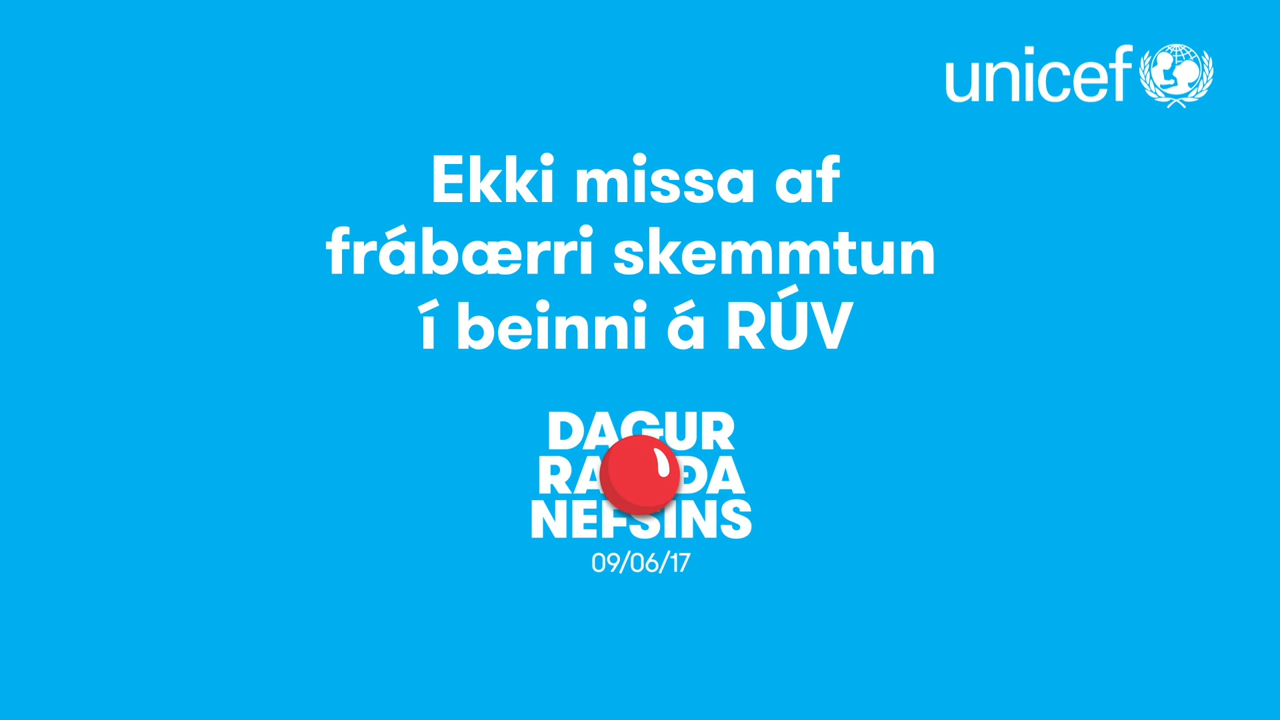 unicef
Ekki missa af
frábærri skemmtun
í beinni á RÚV
DAGUR
NEFSINS
09/06/17